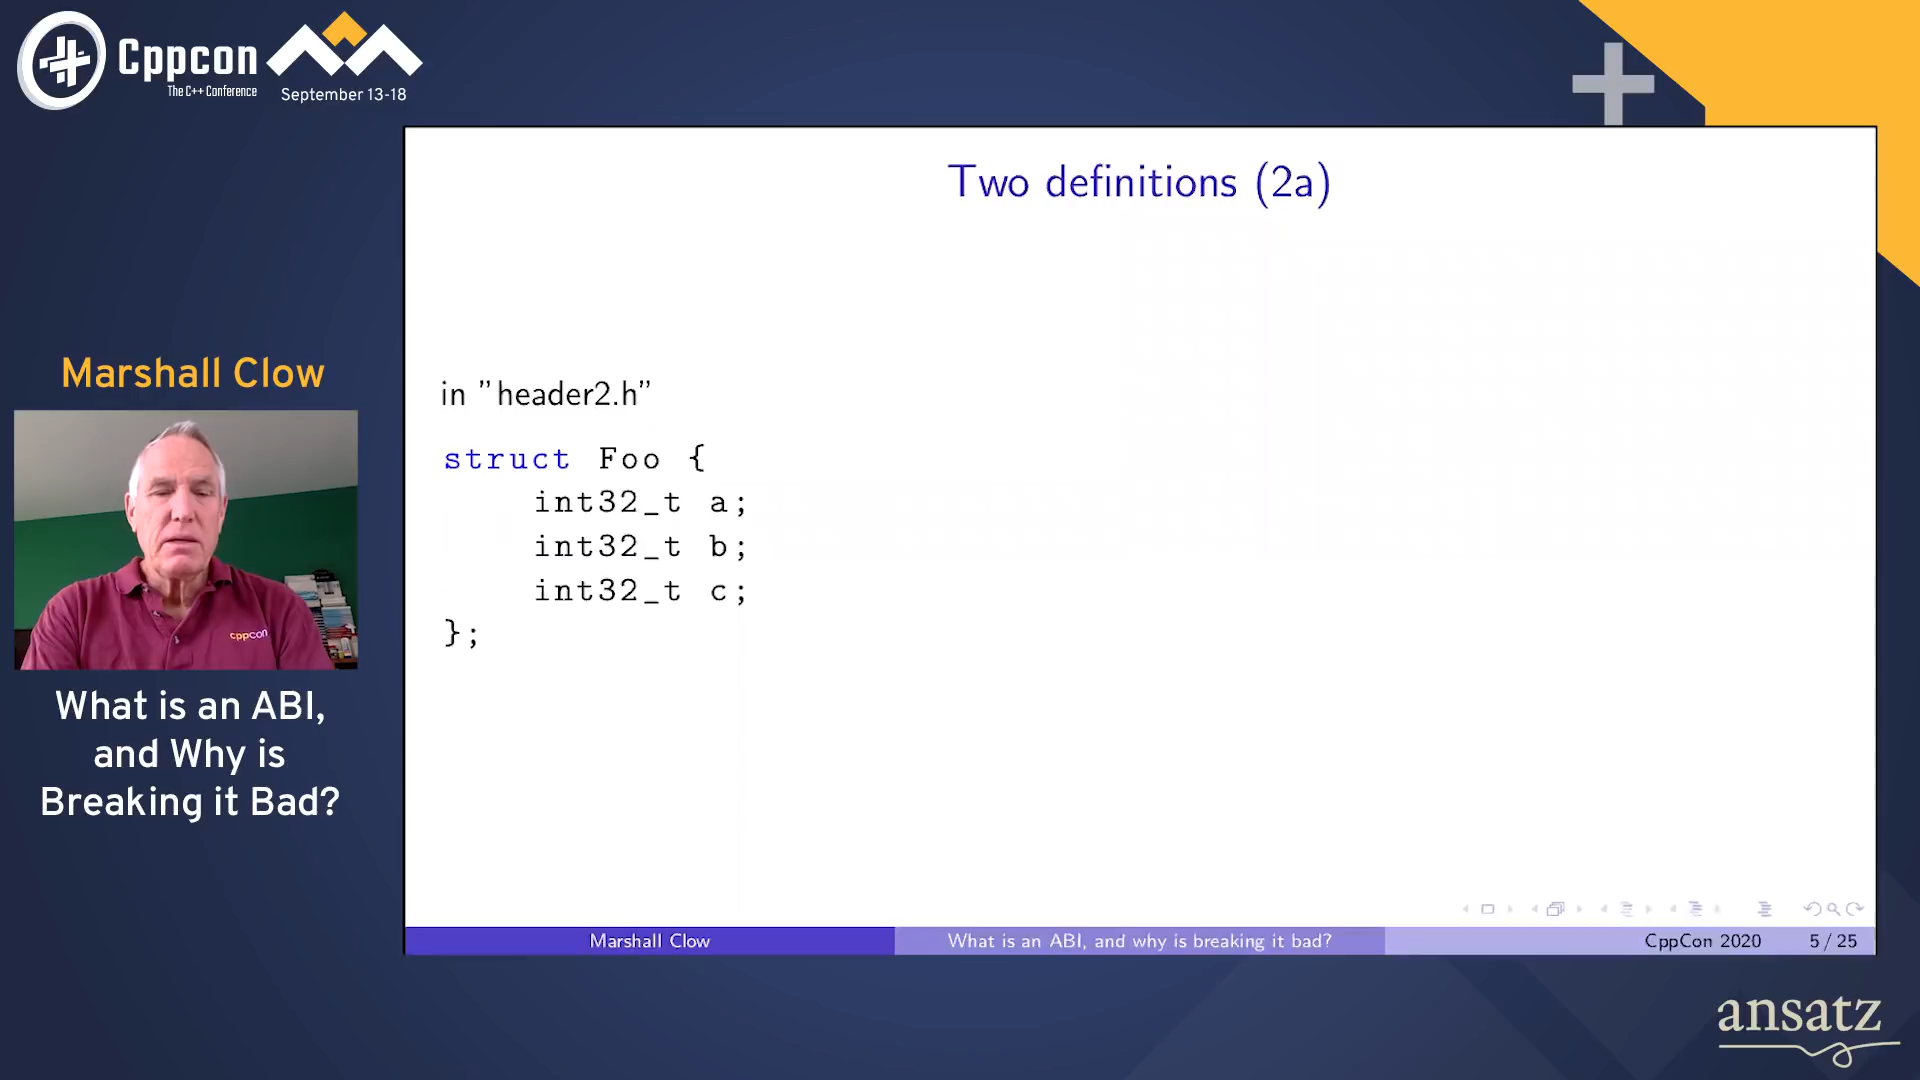 Cppcon
The C++ Conference
September 13-18
Two definitions (2a)
Marshall Clow
in "header2.h"
struct Foo {
int32_t a;
int32_t b;
int32_t c;
};
cppcon
What is an ABI,
and Why is
Breaking it Bad?
Marshall Clow
What is an ABI, and why is breaking it bad?
CppCon 2020
5 / 25
ansatz